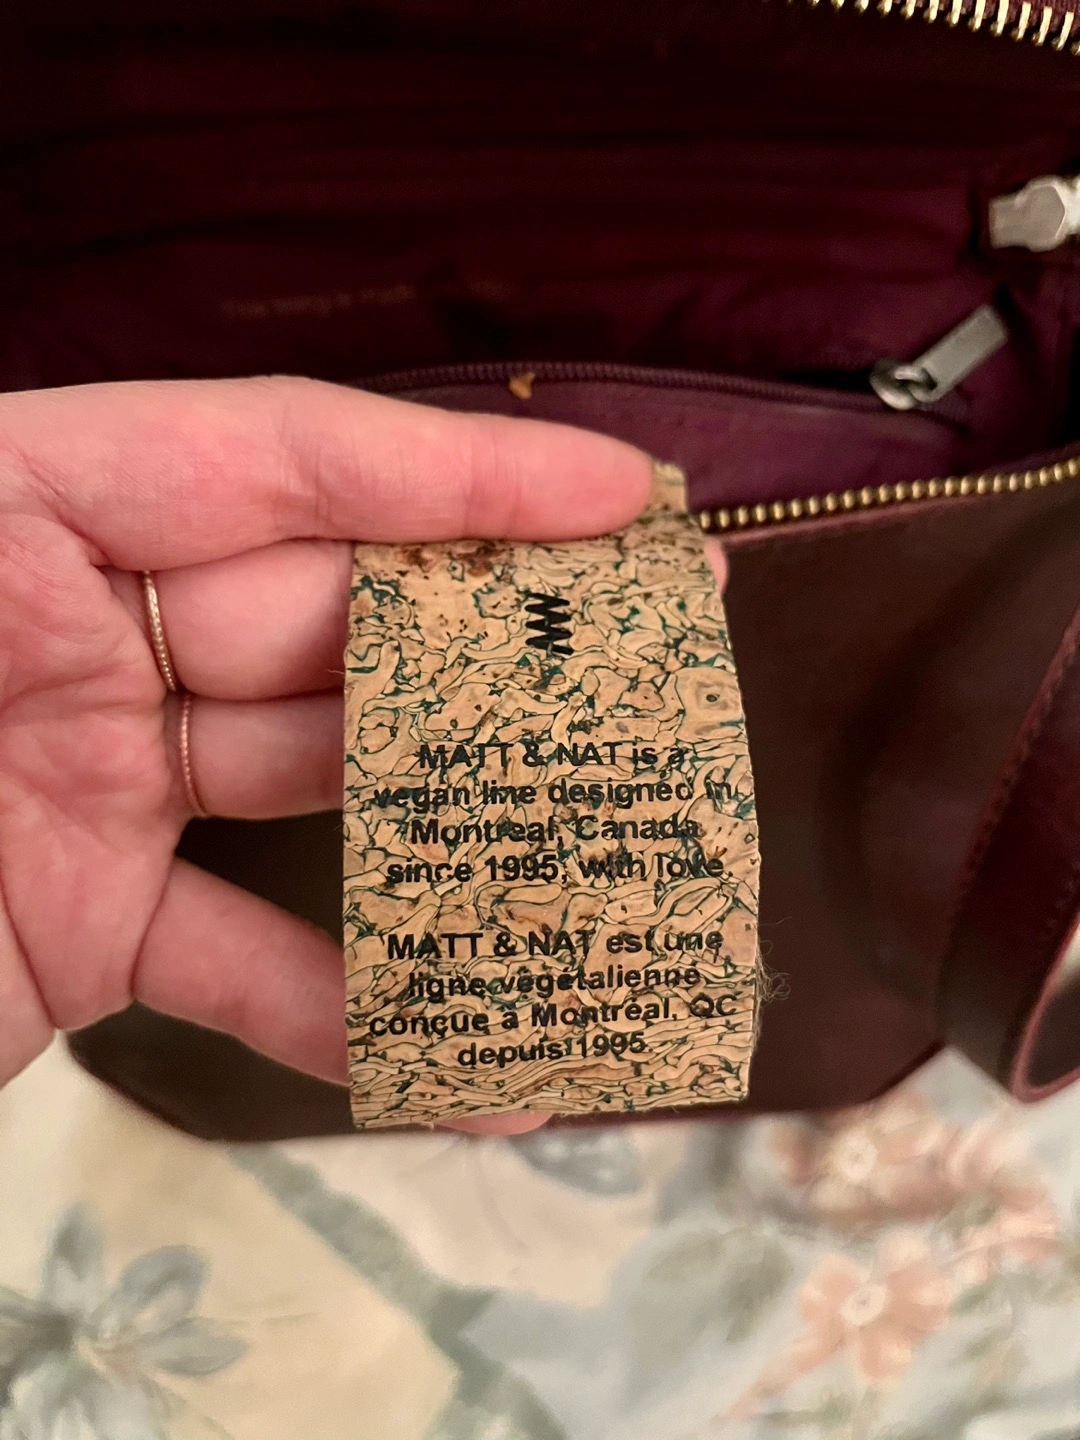 MATT & NAT is a
vegan line designed in
Montreal, Canada
since 1995, with love.
MATT & NAT est une
ligne végétalienne
conçue à Montréal, QC
depuis 1995